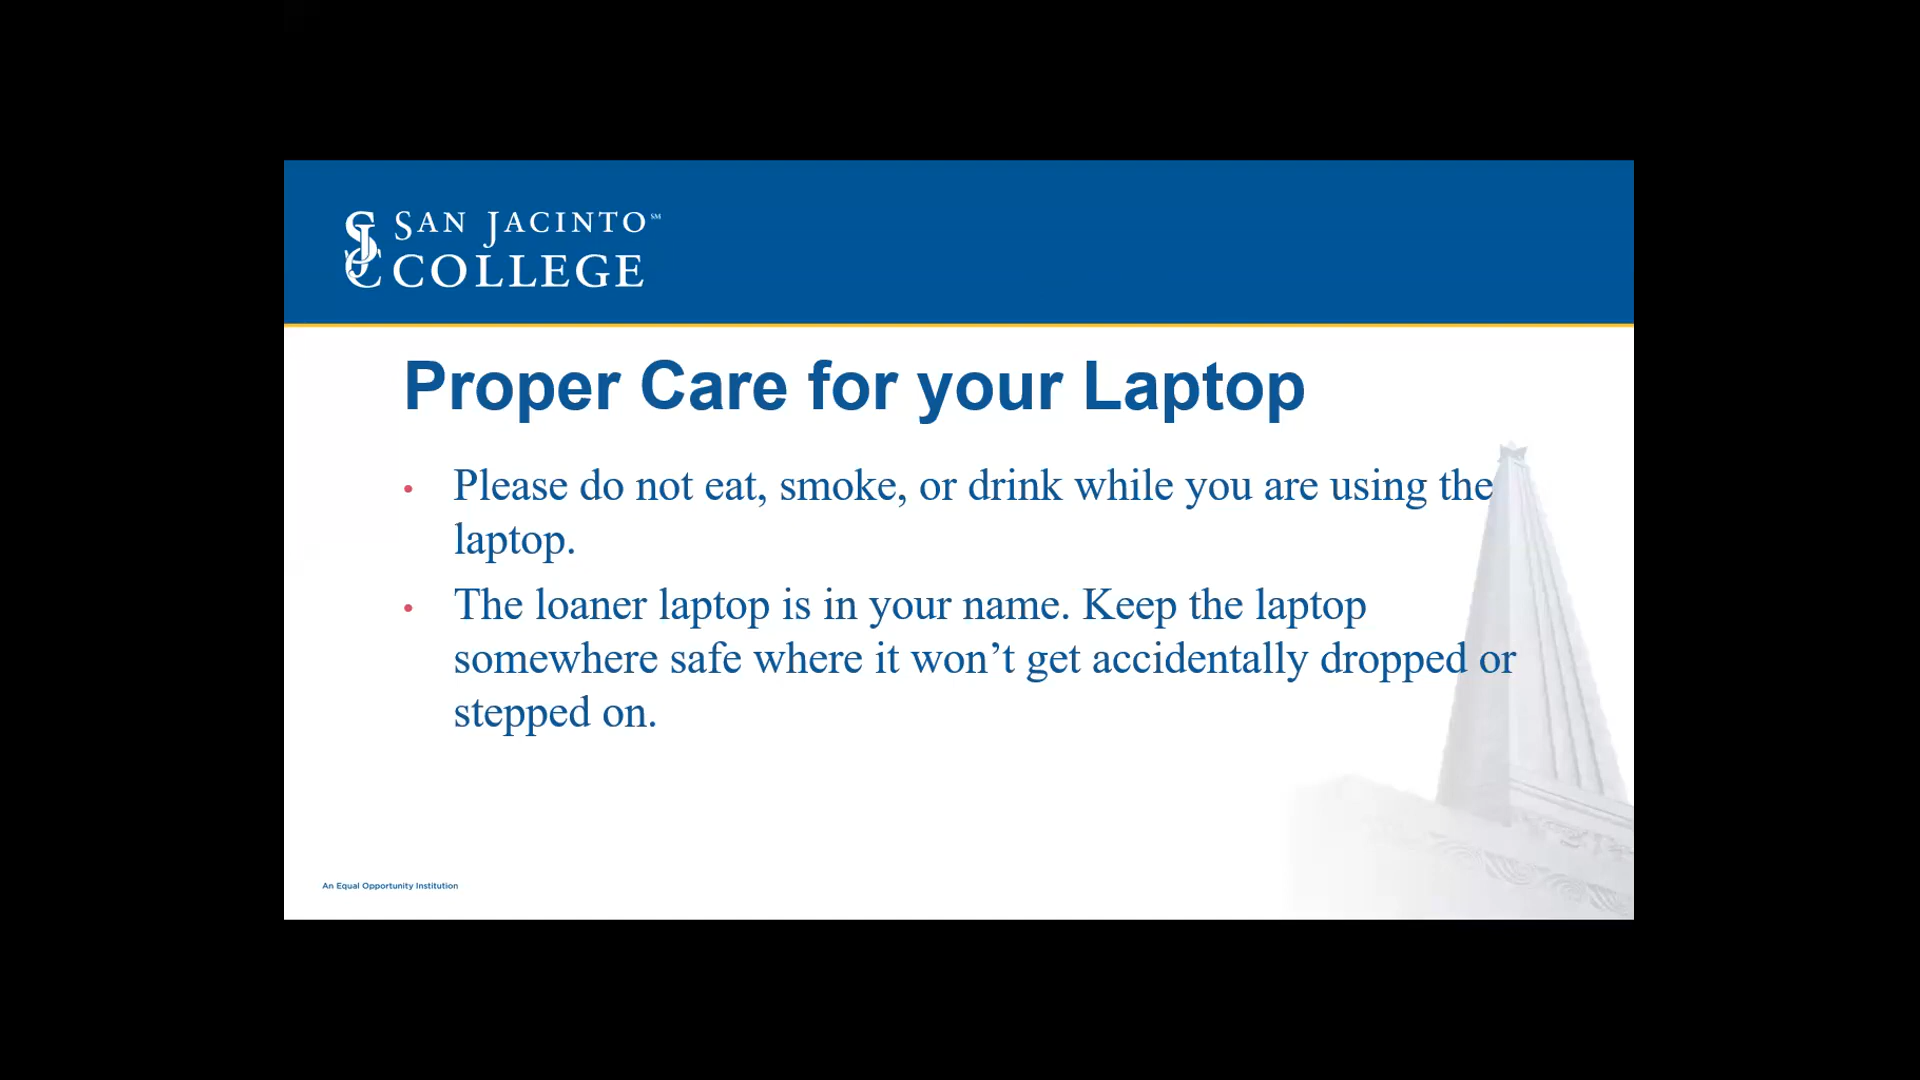 SAN JACINTO℠
COLLEGE
Proper Care for your Laptop
• Please do not eat, smoke, or drink while you are using the
laptop.
• The loaner laptop is in your name. Keep the laptop
somewhere safe where it won’t get accidentally dropped or
stepped on.
An Equal Opportunity Institution